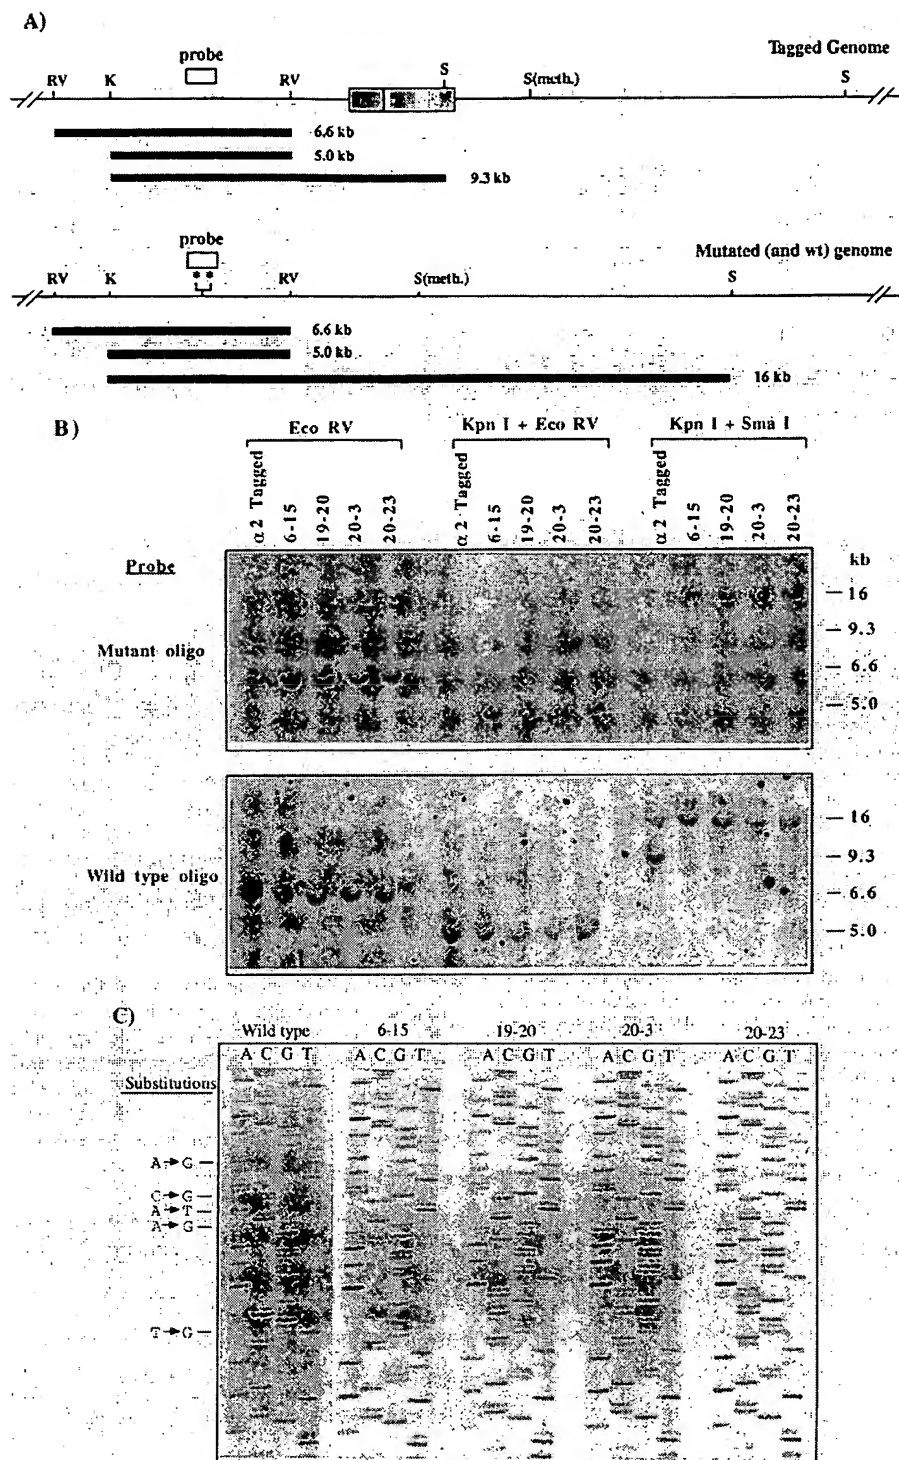 A)
probe
Tagged Genome
RV K RV S S(meth.) S
6.6 kb
5.0 kb
9.3 kb
probe
Mutated (and wt) genome
* *
RV K RV S(meth.) S
6.6 kb
5.0 kb
16 kb
B)
Eco RV Kpn I + Eco RV Kpn I + Sma I
α2 Tagged 6-15 19-20 20-3 20-23 α2 Tagged 6-15 19-20 20-3 20-23 α2 Tagged 6-15 19-20 20-3 20-23
Probe
kb
Mutant oligo
16
9.3
6.6
5.0
Wild type oligo
16
9.3
6.6
5.0
C)
Wild type 6-15 19-20 20-3 20-23
A C G T A C G T A C G T A C G T A C G T
Substitutions
A→G
C→G
A→T
A→G
T→G